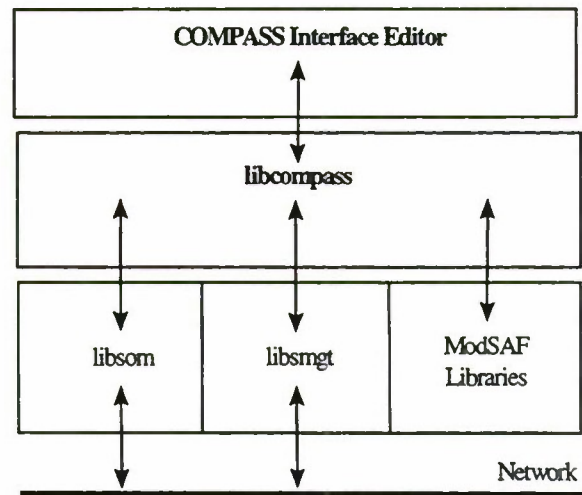 COMPASS Interface Editor
libcompass
libsom
libsmgt
ModSAF
Libraries
Network